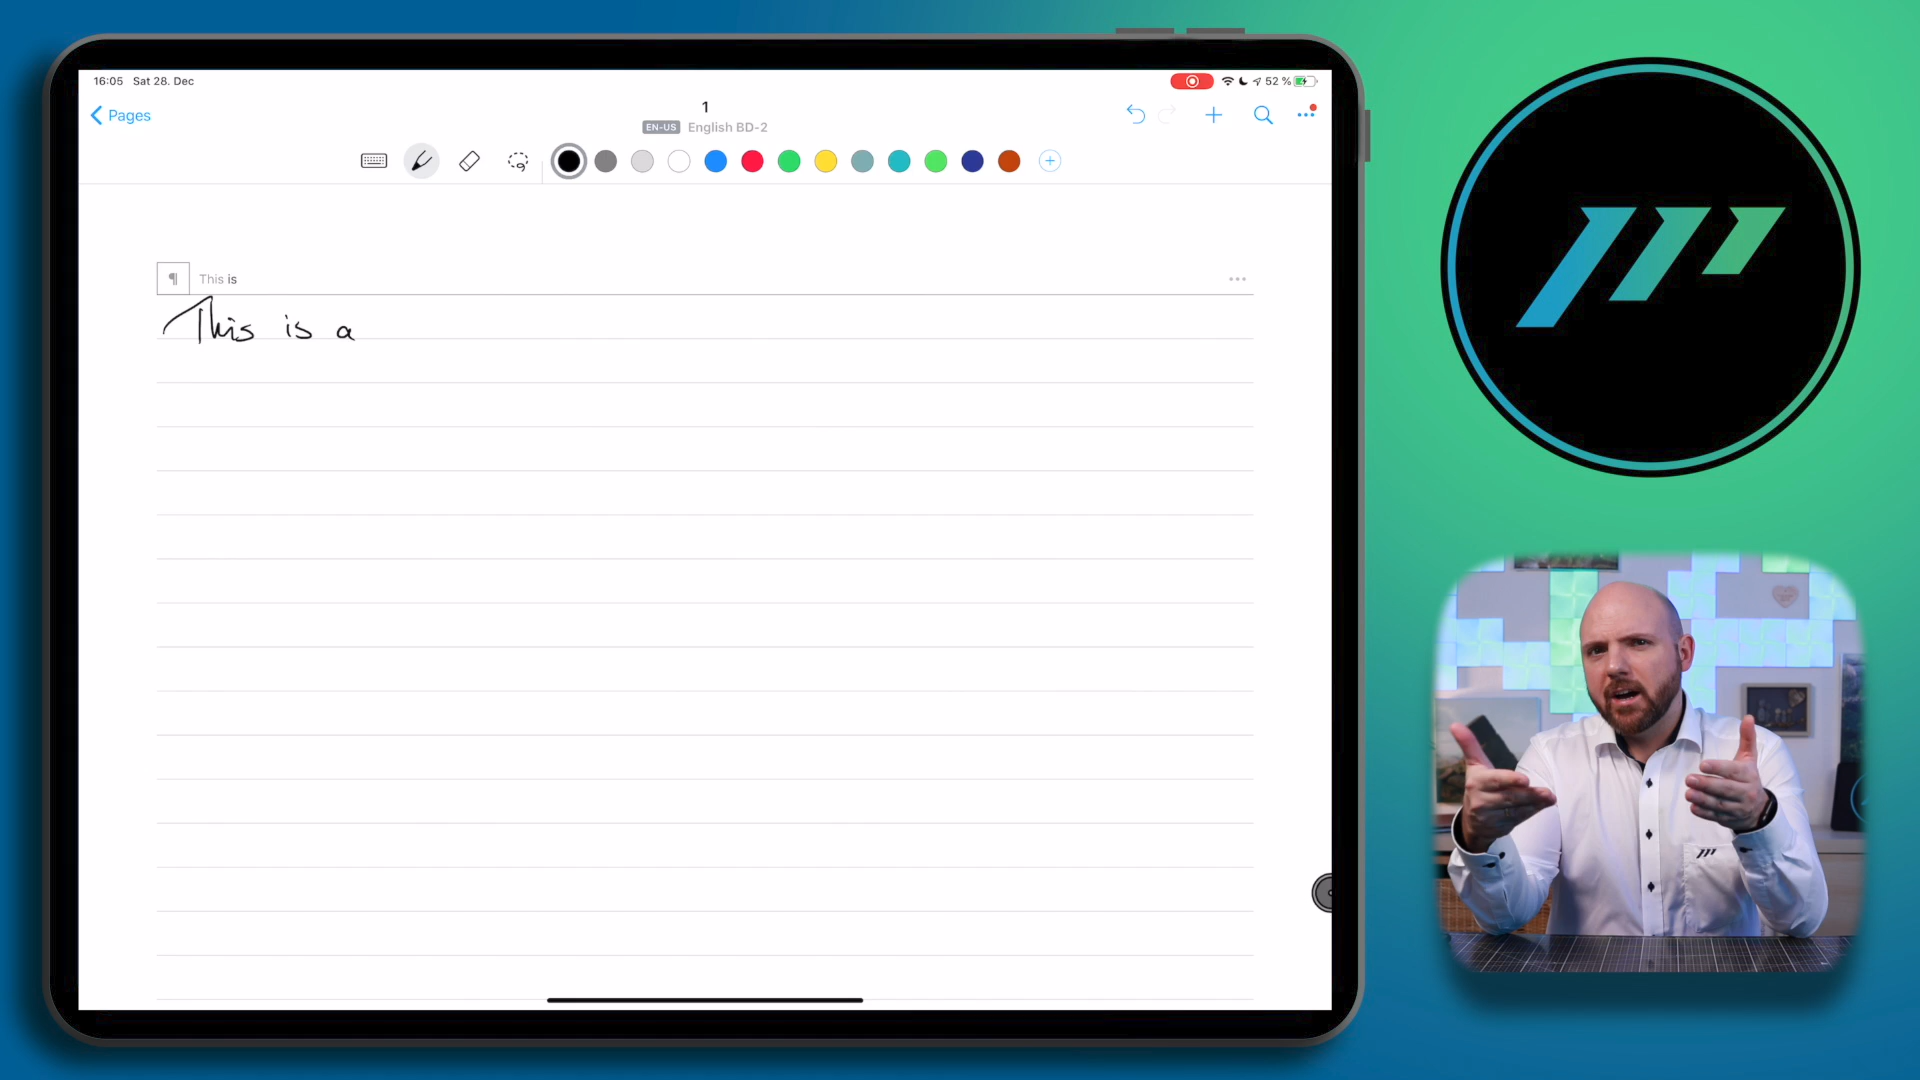 16:05 Sat 28. Dec
52 %
Pages
1
EN-US English BD-2
This is
This is a